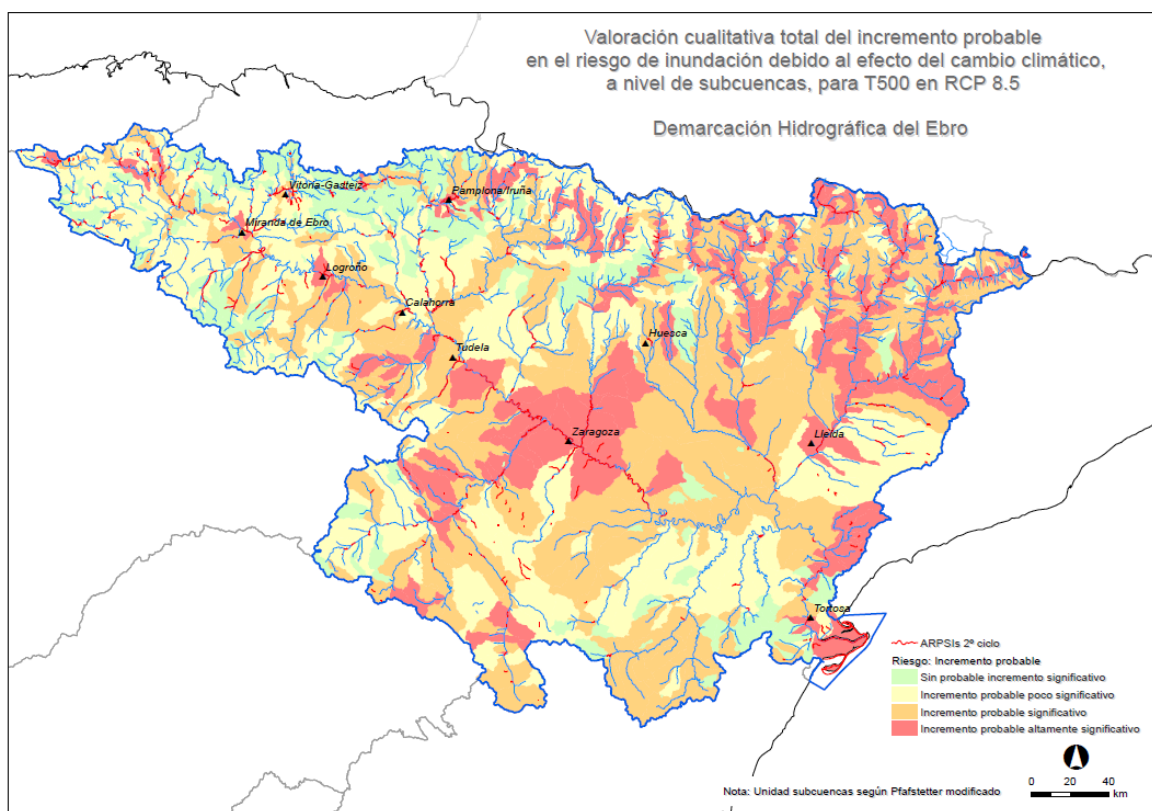 Valoración cualitativa total del incremento probable
en el riesgo de inundación debido al efecto del cambio climático,
a nivel de subcuencas, para T500 en RCP 8.5
Demarcación Hidrográfica del Ebro
Vitoria-Gasteiz
Pamplona/Iruña
Miranda de Ebro
Logroño
Calahorra
Huesca
Tudela
Zaragoza
Lleida
Tortosa
ARPSIs 2º ciclo
Riesgo: Incremento probable
Sin probable incremento significativo
Incremento probable poco significativo
Incremento probable significativo
Incremento probable altamente significativo
Nota: Unidad subcuencas según Pfafstetter modificado
0 20 40
km